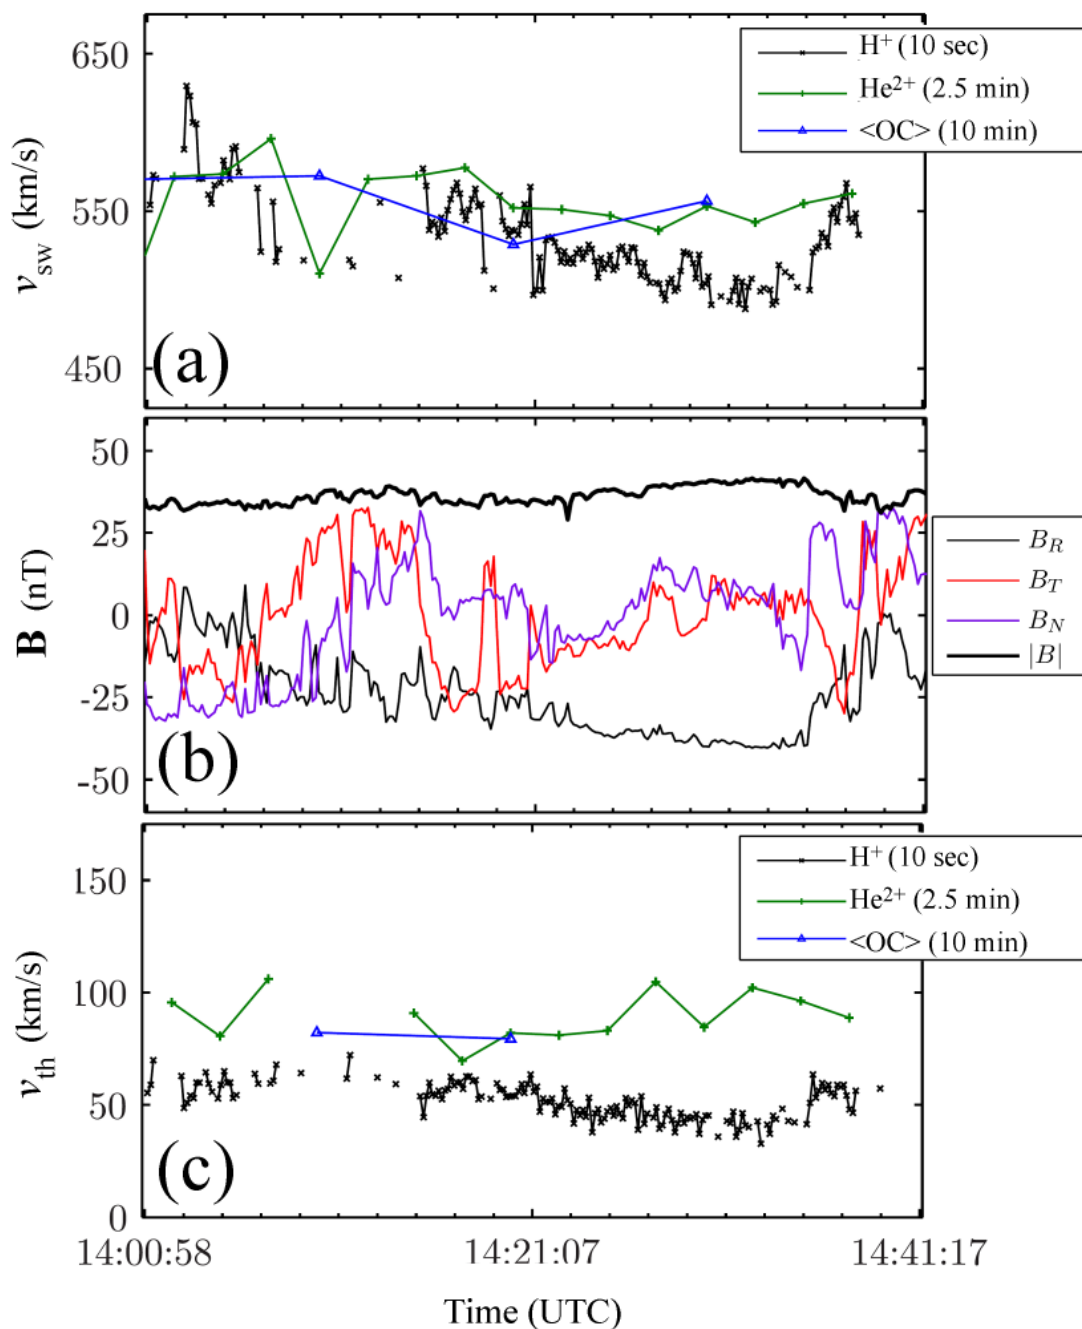 650
550
450
v_sw (km/s)
H⁺ (10 sec)
He²⁺ (2.5 min)
<OC> (10 min)
(a)
50
25
0
-25
-50
B (nT)
B_R
B_T
B_N
|B|
(b)
150
100
50
0
v_th (km/s)
H⁺ (10 sec)
He²⁺ (2.5 min)
<OC> (10 min)
(c)
14:00:58 14:21:07 14:41:17
Time (UTC)